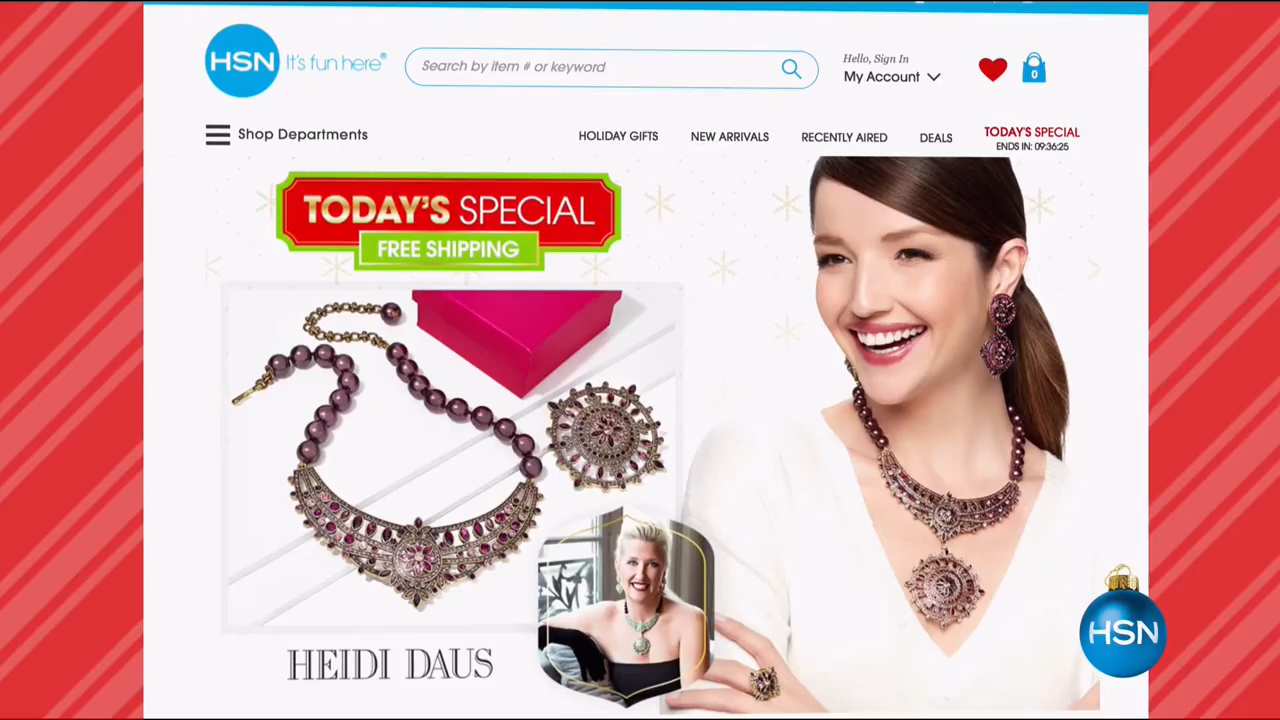 HSN It's fun here®
Search by item # or keyword
Hello, Sign In
My Account
0
Shop Departments
HOLIDAY GIFTS
NEW ARRIVALS
RECENTLY AIRED
DEALS
TODAY'S SPECIAL
ENDS IN: 09:36:25
TODAY'S SPECIAL
FREE SHIPPING
HEIDI DAUS
HSN